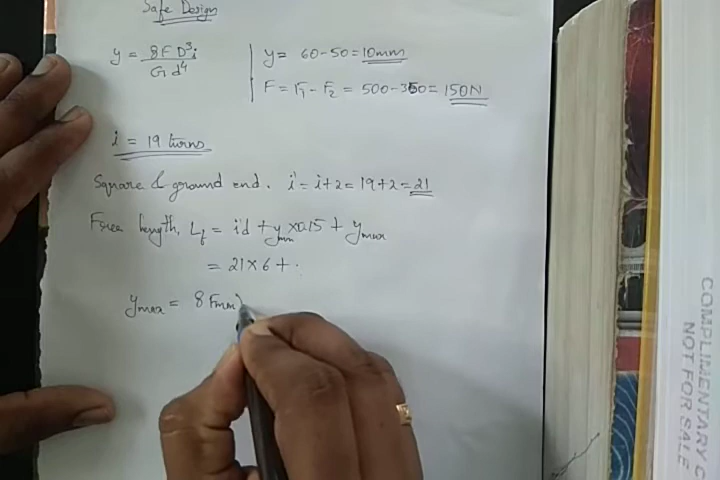 Safe Design
y = 8FD³i / Gd⁴
y = 60-50 = 10mm
F = F₁ - F₂ = 500-350 = 150N
i = 19 turns
Square & ground end. i' = i+2 = 19+2 = 21
Free length, Lf = i'd + ymax × 0.15 + ymax
= 21×6 + .
ymax = 8 Fmax
COMPLIMENTARY C
NOT FOR SALE